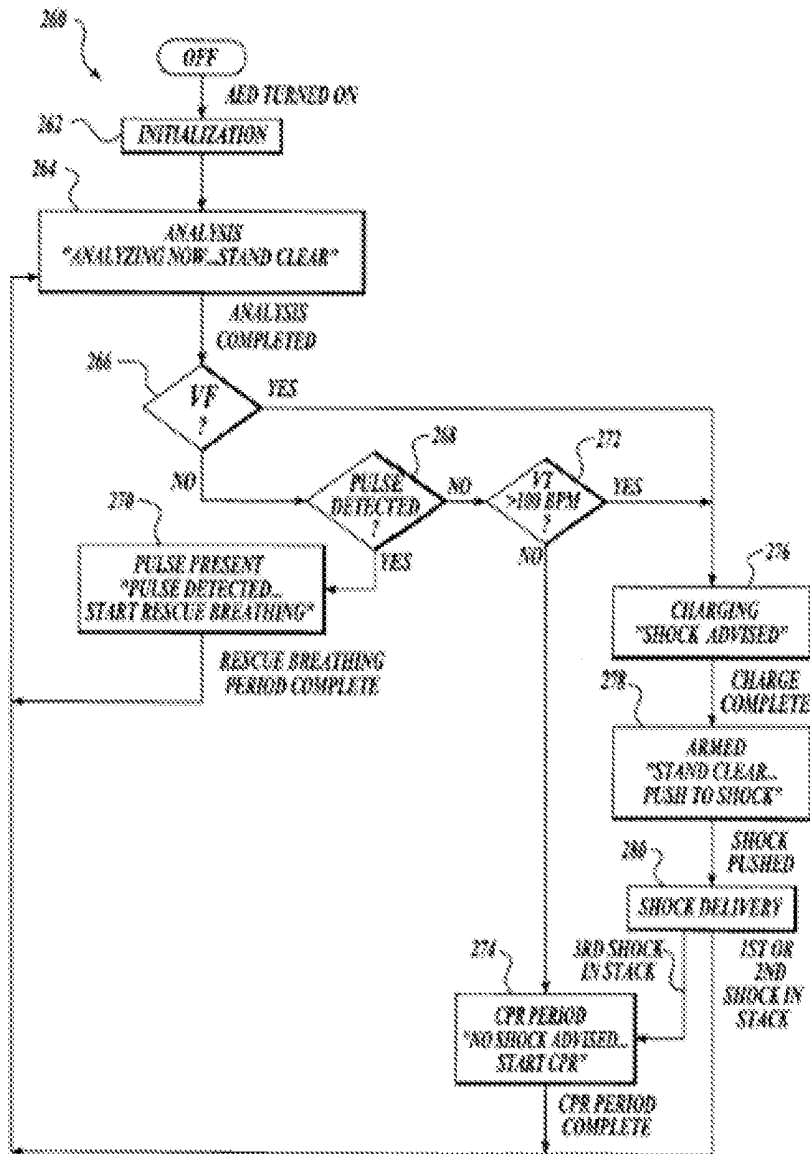 260
OFF
AED TURNED ON
262
INITIALIZATION
264
ANALYSIS
"ANALYZING NOW...STAND CLEAR"
ANALYSIS
COMPLETED
266
VF
?
YES
NO
268
PULSE
DETECTED
?
NO
YES
272
VT
>100 BPM
?
YES
NO
270
PULSE PRESENT
"PULSE DETECTED...
START RESCUE BREATHING"
RESCUE BREATHING
PERIOD COMPLETE
276
CHARGING
"SHOCK ADVISED"
CHARGE
COMPLETE
278
ARMED
"STAND CLEAR...
PUSH TO SHOCK"
SHOCK
PUSHED
280
SHOCK DELIVERY
3RD SHOCK
IN STACK
1ST OR
2ND
SHOCK IN
STACK
274
CPR PERIOD
"NO SHOCK ADVISED...
START CPR"
CPR PERIOD
COMPLETE